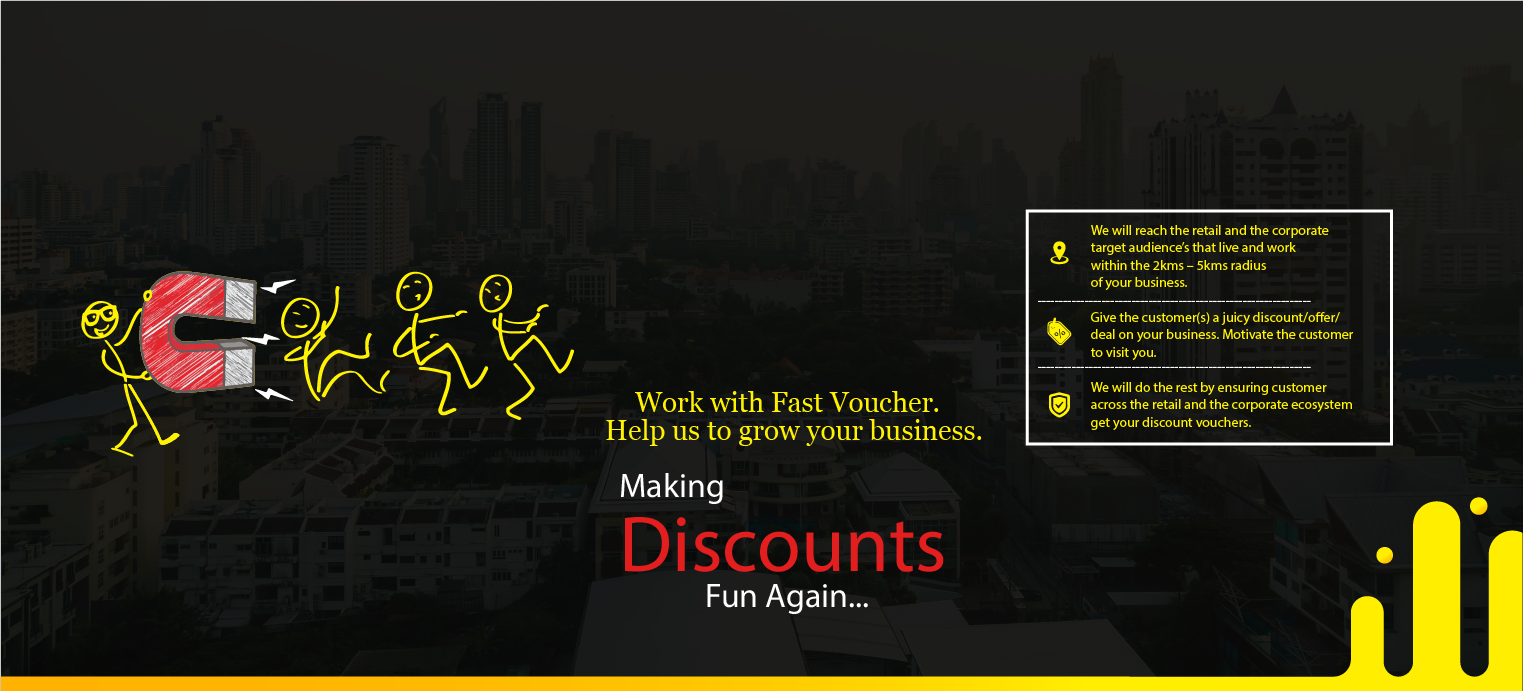 Work with Fast Voucher.
Help us to grow your business.
Making
Discounts
Fun Again...
We will reach the retail and the corporate
target audience's that live and work
within the 2kms – 5kms radius
of your business.
%
Give the customer(s) a juicy discount/offer/
deal on your business. Motivate the customer
to visit you.
We will do the rest by ensuring customer
across the retail and the corporate ecosystem
get your discount vouchers.